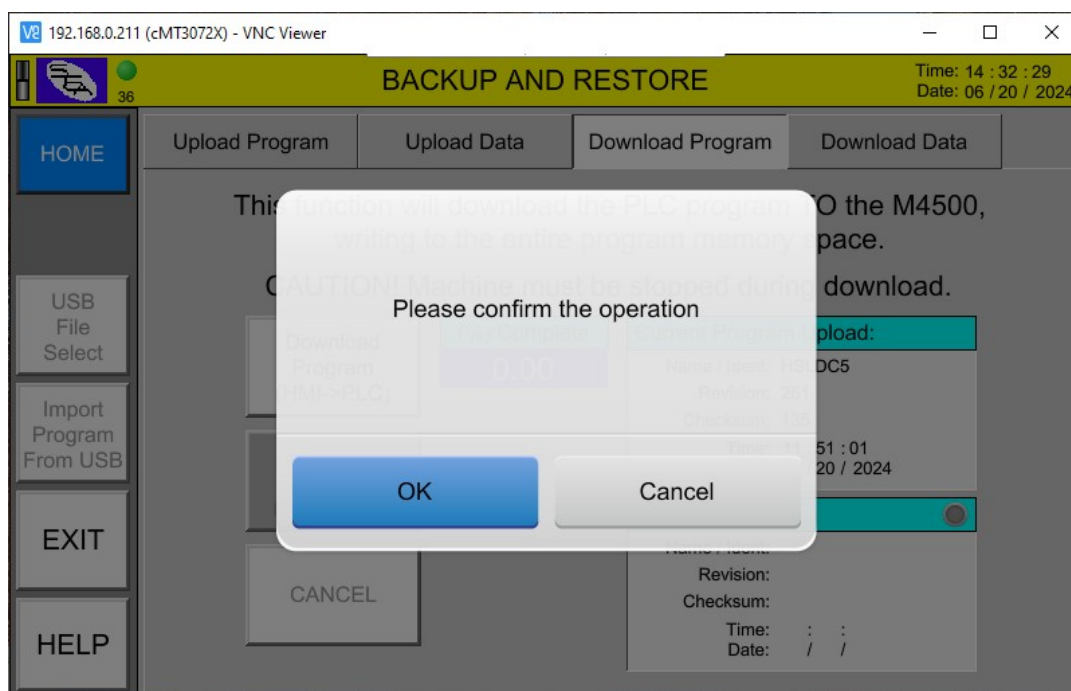 192.168.0.211 (cMT3072X) - VNC Viewer
36
BACKUP AND RESTORE
Time: 14 : 32 : 29
Date: 06 / 20 / 2024
HOME
Upload Program
Upload Data
Download Program
Download Data
This function will download the PLC program TO the M4500,
writing to the entire program memory space.
CAUTION! Machine must be stopped during download.
Please confirm the operation
OK
Cancel
USB
File
Select
Import
Program
From USB
EXIT
HELP
Download
Program
(HMI->PLC)
0.00
Current Program Upload:
Name / Ident: HSLDC5
Revision: 251
51 : 01
20 / 2024
CANCEL
Name / Ident:
Revision:
Checksum:
Time: : :
Date: / /